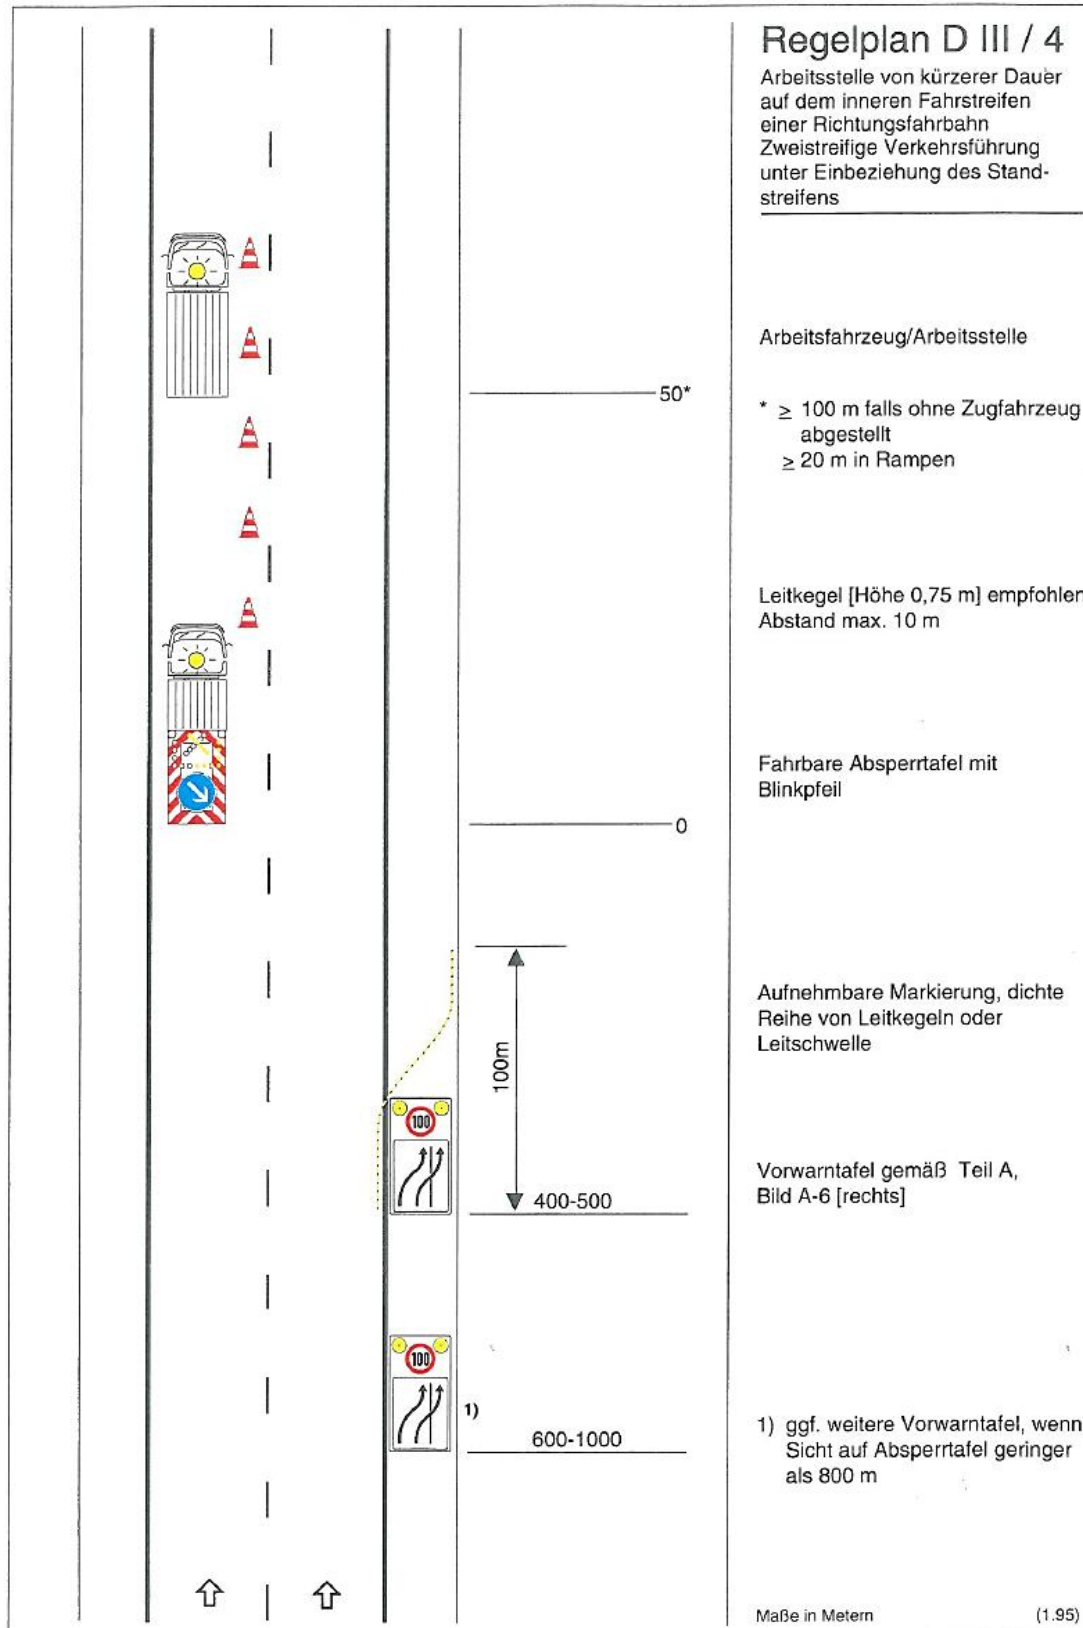 Regelplan D III / 4
Arbeitsstelle von kürzerer Dauer
auf dem inneren Fahrstreifen
einer Richtungsfahrbahn
Zweistreifige Verkehrsführung
unter Einbeziehung des Stand-
streifens
Arbeitsfahrzeug/Arbeitsstelle
50*
* ≥ 100 m falls ohne Zugfahrzeug
abgestellt
≥ 20 m in Rampen
Leitkegel [Höhe 0,75 m] empfohlen
Abstand max. 10 m
Fahrbare Absperrtafel mit
Blinkpfeil
0
Aufnehmbare Markierung, dichte
Reihe von Leitkegeln oder
Leitschwelle
100m
100
Vorwarntafel gemäß Teil A,
Bild A-6 [rechts]
400-500
100
1)
600-1000
1) ggf. weitere Vorwarntafel, wenn
Sicht auf Absperrtafel geringer
als 800 m
Maße in Metern (1.95)